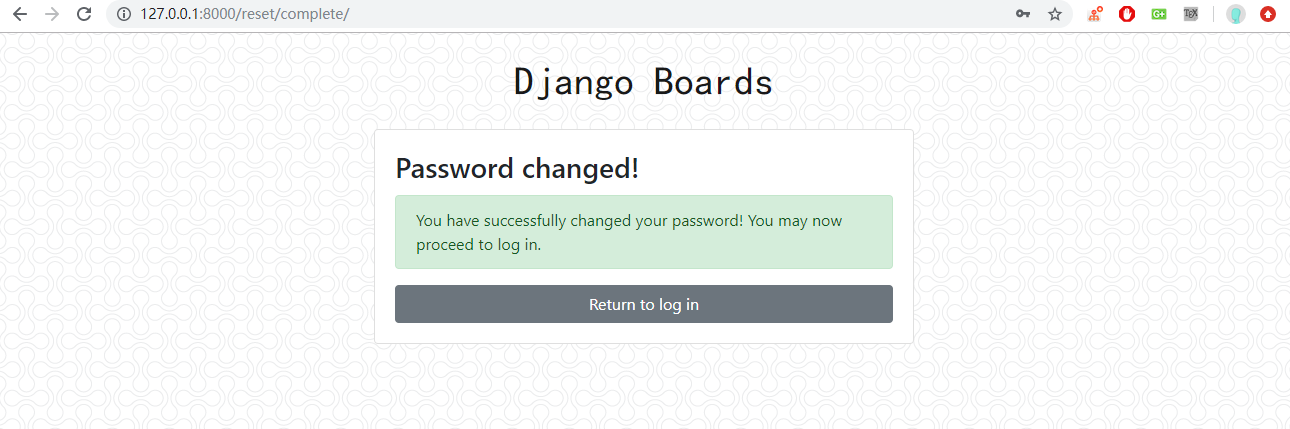 127.0.0.1:8000/reset/complete/
G+
TEX
Django Boards
Password changed!
You have successfully changed your password! You may now
proceed to log in.
Return to log in